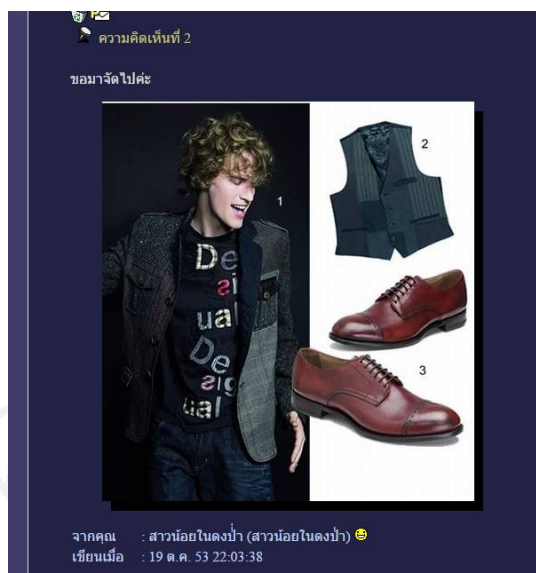 ความคิดเห็นที่ 2
ขอมาจัดไปค่ะ
1
2
De
si
ual
De
sig
ual
3
จากคุณ : สาวน้อยในดงป่ำ (สาวน้อยในดงป่ำ)
เขียนเมื่อ : 19 ต.ค. 53 22:03:38